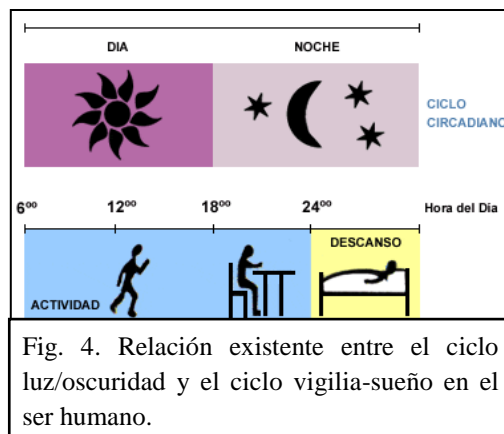 DIA NOCHE
CICLO
CIRCADIANO
6⁰⁰ 12⁰⁰ 18⁰⁰ 24⁰⁰ Hora del Día
DESCANSO
ACTIVIDAD
Fig. 4. Relación existente entre el ciclo
luz/oscuridad y el ciclo vigilia-sueño en el
ser humano.